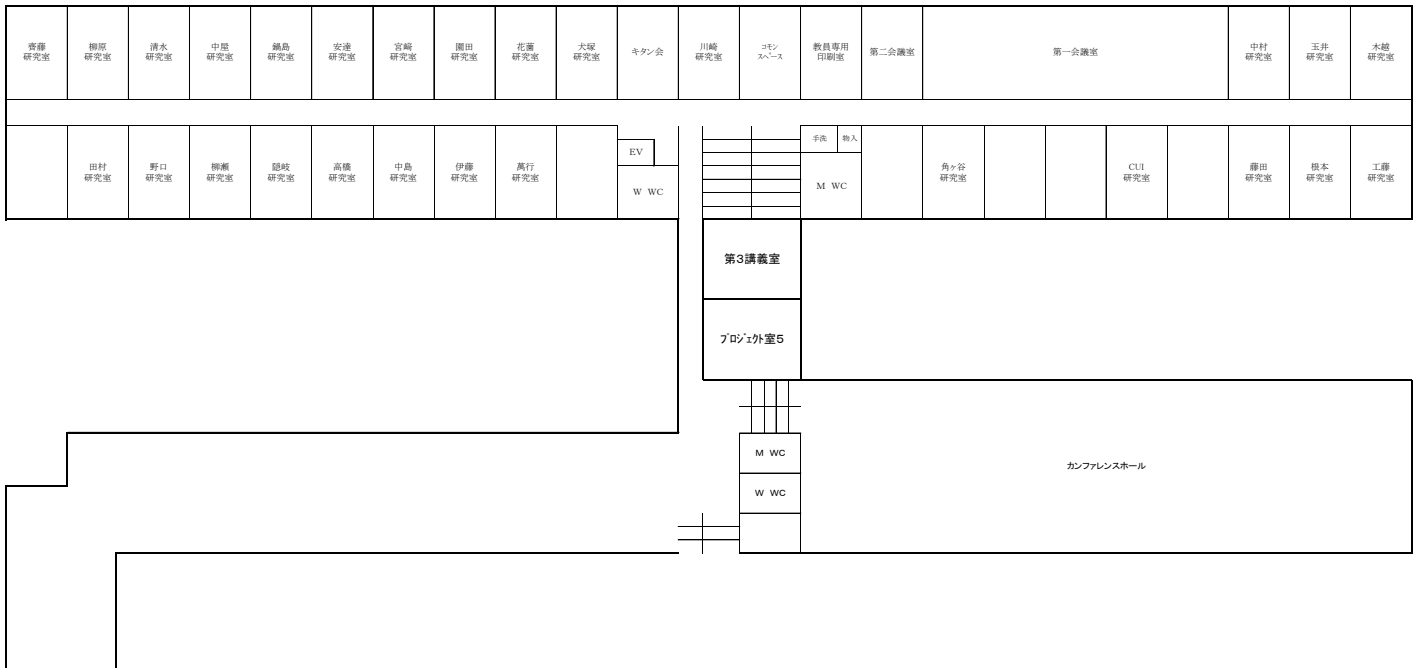 齊藤
研究室
柳原
研究室
清水
研究室
中屋
研究室
鍋島
研究室
安達
研究室
宮崎
研究室
園田
研究室
花薗
研究室
犬塚
研究室
キタン会
川崎
研究室
コモン
スペース
教員専用
印刷室
第二会議室
第一会議室
中村
研究室
玉井
研究室
木越
研究室
田村
研究室
野口
研究室
柳瀬
研究室
隠岐
研究室
高橋
研究室
中島
研究室
伊藤
研究室
萬行
研究室
EV
W WC
手洗
物入
M WC
角ヶ谷
研究室
CUI
研究室
藤田
研究室
根本
研究室
工藤
研究室
第3講義室
プロジェクト室5
M WC
W WC
カンファレンスホール